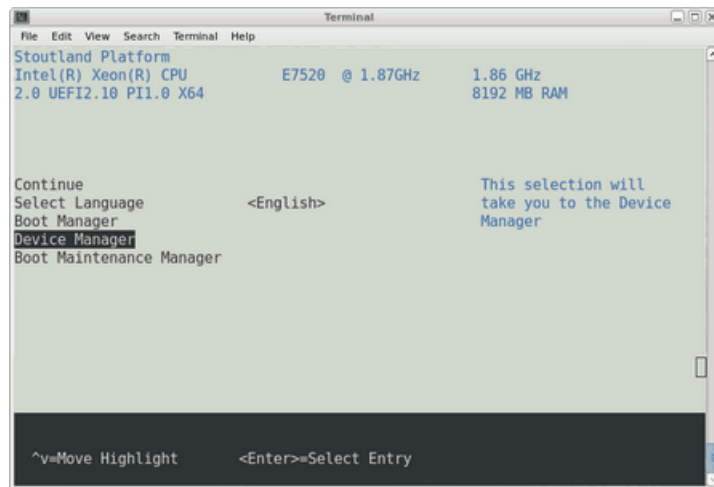 Terminal
File Edit View Search Terminal Help
Stoutland Platform
Intel(R) Xeon(R) CPU E7520 @ 1.87GHz 1.86 GHz
2.0 UEFI2.10 PI1.0 X64 8192 MB RAM
Continue This selection will
Select Language <English> take you to the Device
Boot Manager Manager
Device Manager
Boot Maintenance Manager
^v=Move Highlight <Enter>=Select Entry